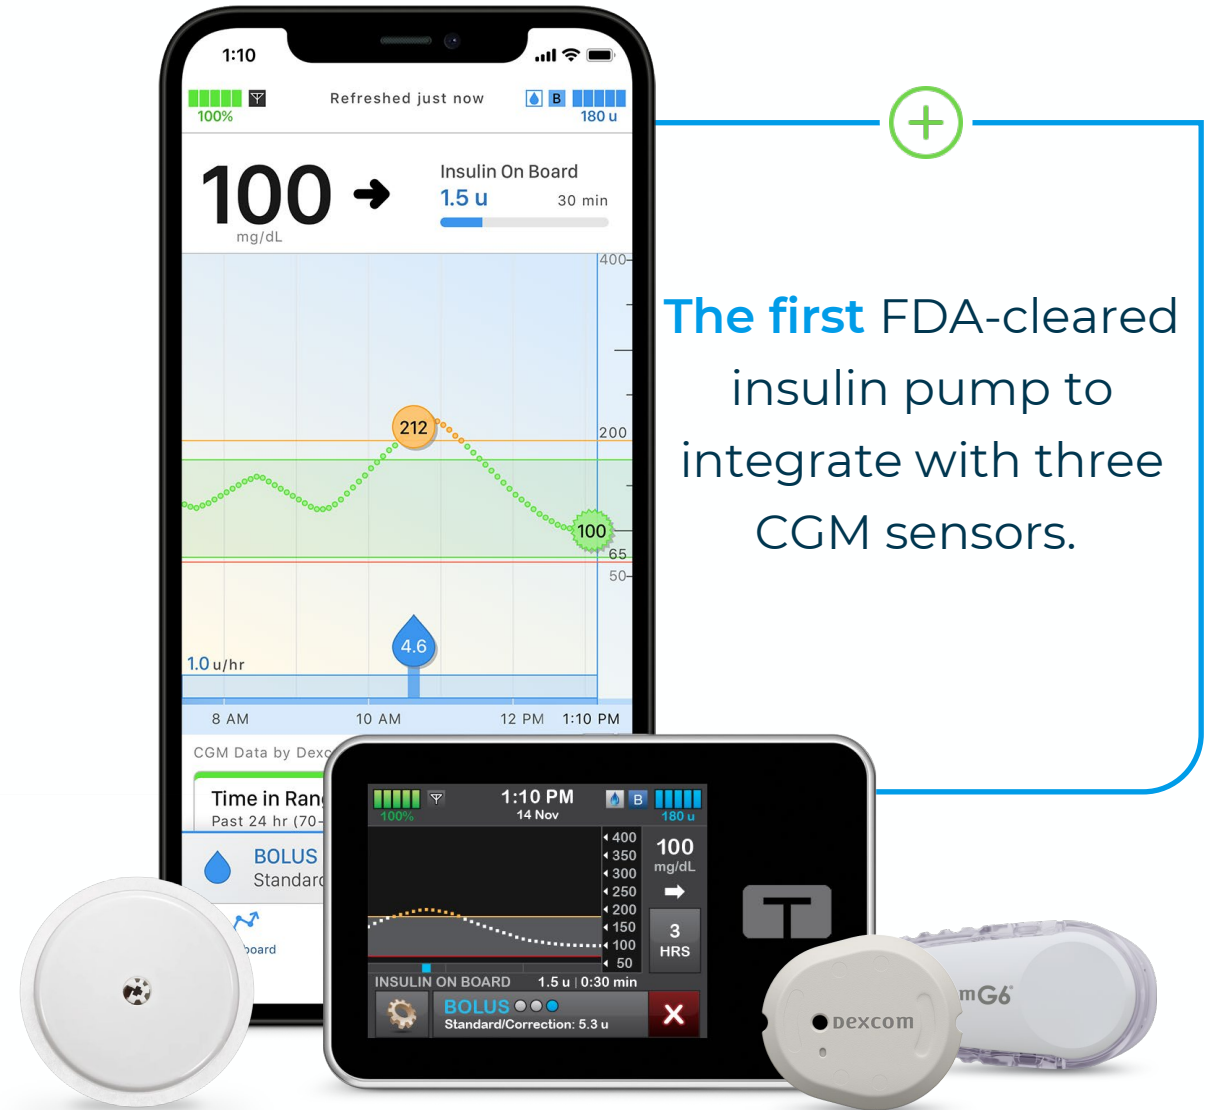 1:10
Refreshed just now
B
100%
180 u
100
mg/dL
Insulin On Board
1.5 u
30 min
400
212
200
100
65
50
4.6
1.0 u/hr
8 AM
10 AM
12 PM
1:10 PM
CGM Data by
Time in
Past 24 hr (70-
BOLUS
The first FDA-cleared
insulin pump to
integrate with three
CGM sensors.
1:10 PM
B
100%
14 Nov
180 u
400
350
300
250
200
150
100
50
100
mg/dL
3
HRS
INSULIN ON BOARD
1.5 u | 0:30 min
BOLUS
Standard/Correction: 5.3 u
X
T
Dexcom
G6